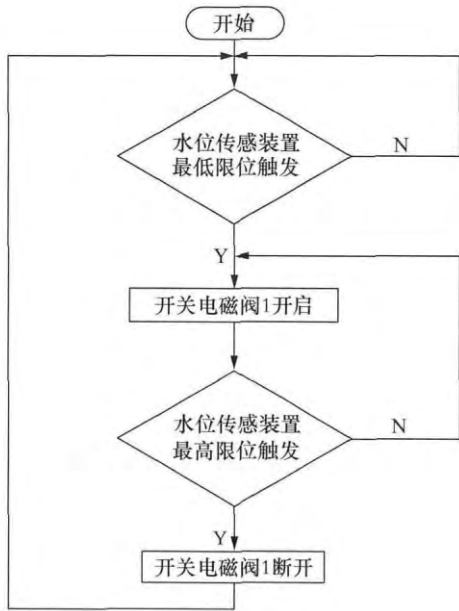 开始
水位传感装置
最低限位触发
N
Y
开关电磁阀1开启
水位传感装置
最高限位触发
N
Y
开关电磁阀1断开